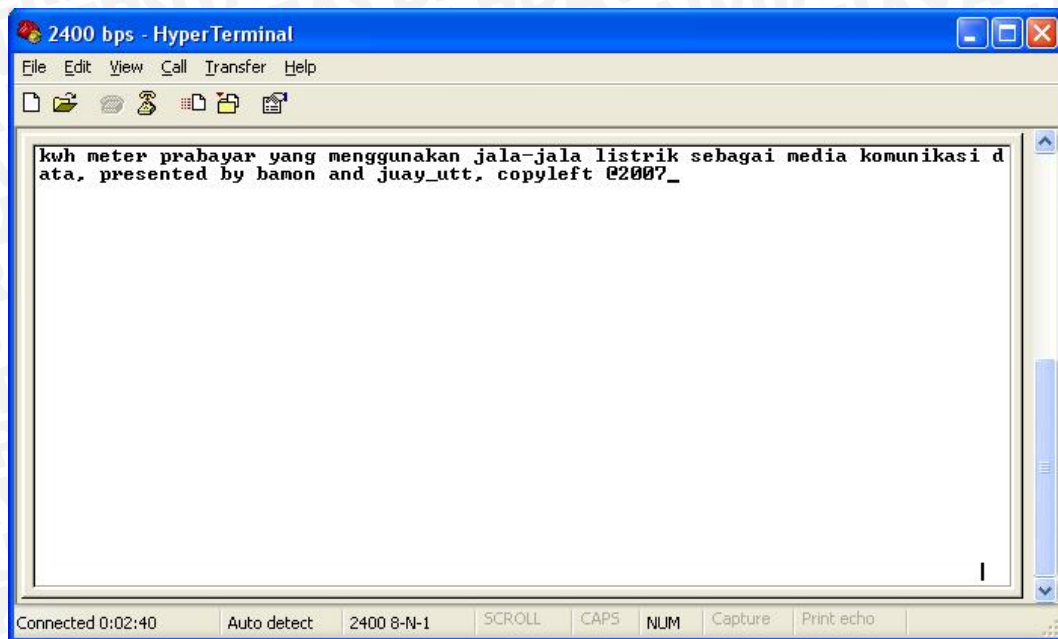 2400 bps - HyperTerminal
File Edit View Call Transfer Help
kwh meter prabayar yang menggunakan jala-jala listrik sebagai media komunikasi d
ata, presented by bamon and juay_utt, copyleft @2007_
Connected 0:02:40 Auto detect 2400 8-N-1 SCROLL CAPS NUM Capture Print echo